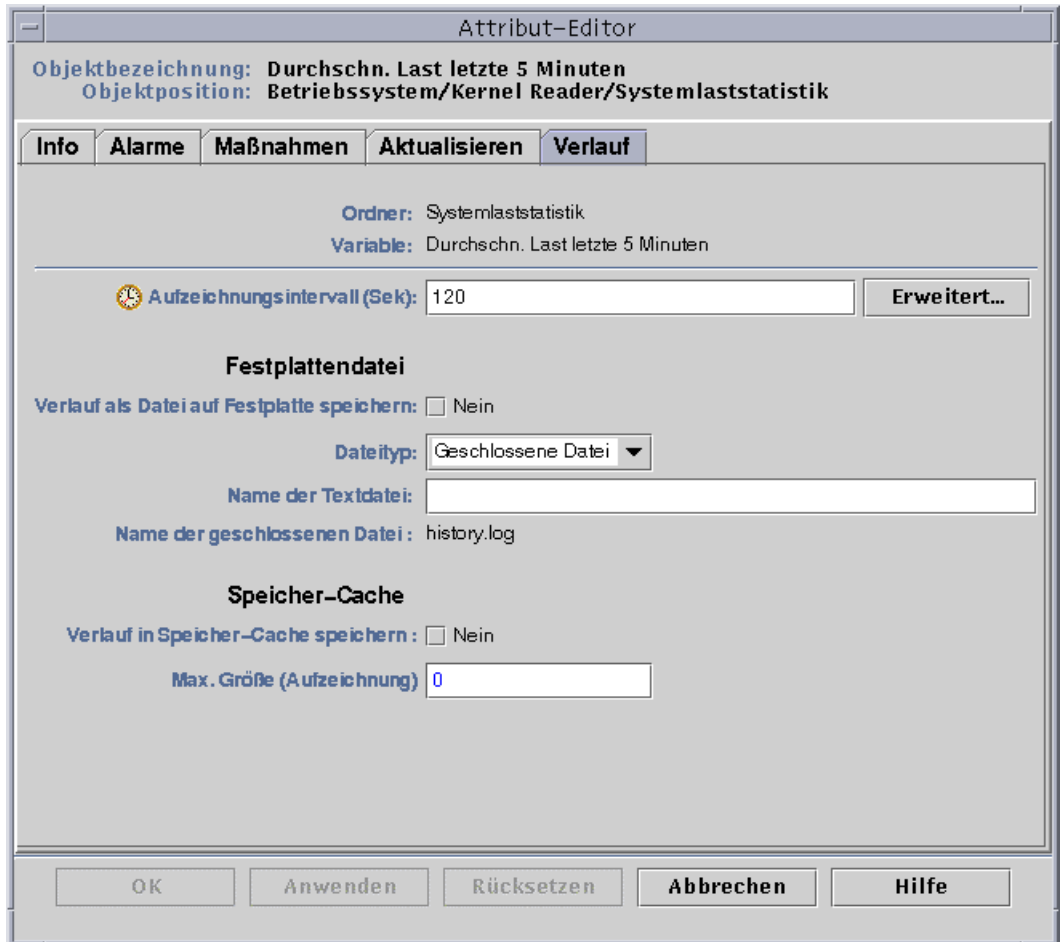 Attribut-Editor
Objektbezeichnung: Durchschn. Last letzte 5 Minuten
Objektposition: Betriebssystem/Kernel Reader/Systemlaststatistik
Info Alarme Maßnahmen Aktualisieren Verlauf
Ordner: Systemlaststatistik
Variable: Durchschn. Last letzte 5 Minuten
Aufzeichnungsintervall (Sek): 120 Erweitert...
Festplattendatei
Verlauf als Datei auf Festplatte speichern: Nein
Dateityp: Geschlossene Datei
Name der Textdatei:
Name der geschlossenen Datei : history.log
Speicher-Cache
Verlauf in Speicher-Cache speichern : Nein
Max. Größe (Aufzeichnung) 0
OK Anwenden Rücksetzen Abbrechen Hilfe